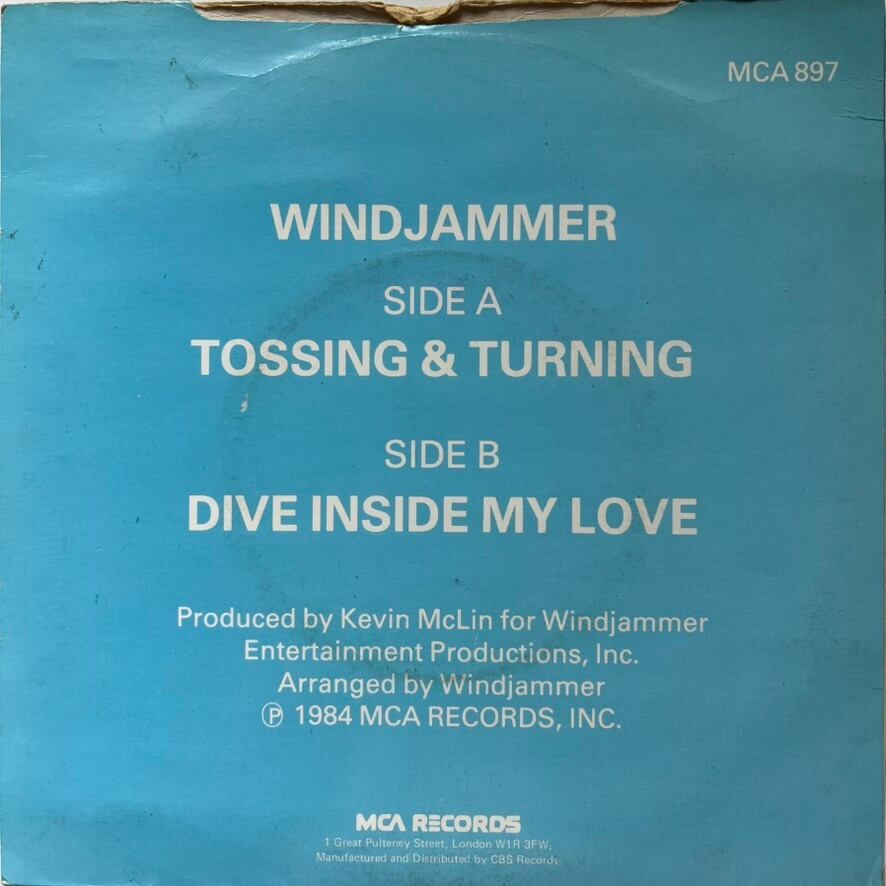 MCA 897
WINDJAMMER
SIDE A
TOSSING & TURNING
SIDE B
DIVE INSIDE MY LOVE
Produced by Kevin McLin for Windjammer
Entertainment Productions, Inc.
Arranged by Windjammer
℗ 1984 MCA RECORDS, INC.
MCA RECORDS
1 Great Pulteney Street, London W1R 3FW,
Manufactured and Distributed by CBS Records.